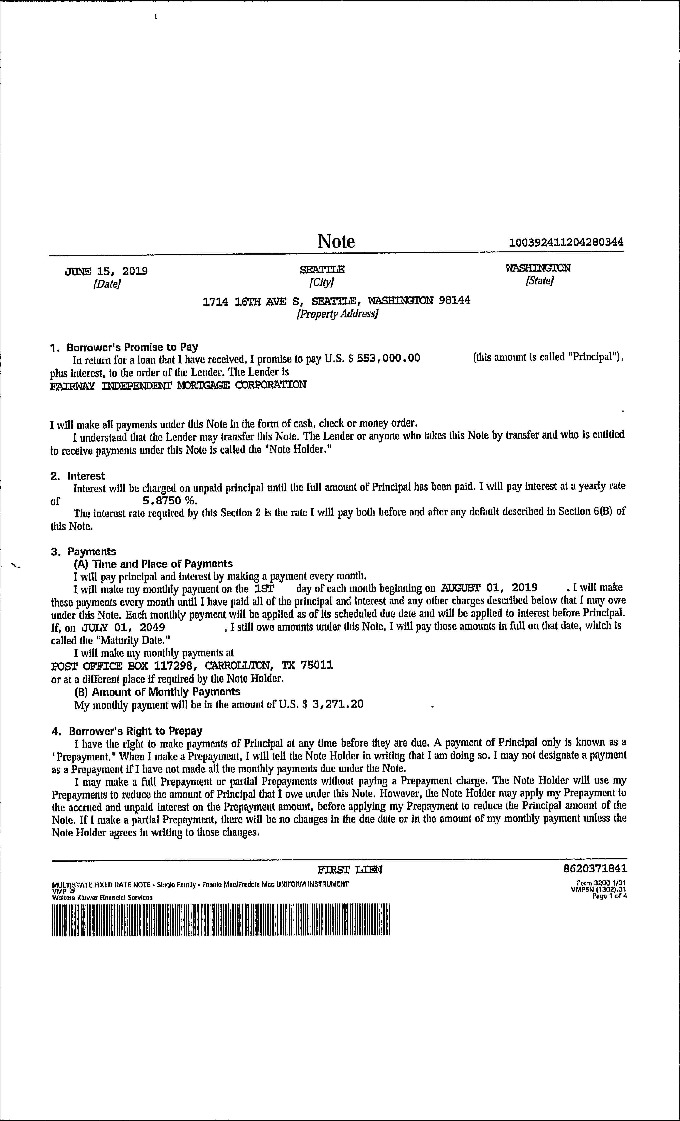 Note
100392411204280344
JUNE 15, 2019 SEATTLE WASHINGTON
[Date] [City] [State]
1714 16TH AVE S, SEATTLE, WASHINGTON 98144
[Property Address]
1. Borrower's Promise to Pay
In return for a loan that I have received, I promise to pay U.S. $ 553,000.00 (this amount is called "Principal"),
plus interest, to the order of the Lender. The Lender is
FAIRWAY INDEPENDENT MORTGAGE CORPORATION
I will make all payments under this Note in the form of cash, check or money order.
I understand that the Lender may transfer this Note. The Lender or anyone who takes this Note by transfer and who is entitled
to receive payments under this Note is called the "Note Holder."
2. Interest
Interest will be charged on unpaid principal until the full amount of Principal has been paid. I will pay interest at a yearly rate
of 5.8750 %.
The interest rate required by this Section 2 is the rate I will pay both before and after any default described in Section 6(B) of
this Note.
3. Payments
(A) Time and Place of Payments
I will pay principal and interest by making a payment every month.
I will make my monthly payment on the 1ST day of each month beginning on AUGUST 01, 2019 . I will make
these payments every month until I have paid all of the principal and interest and any other charges described below that I may owe
under this Note. Each monthly payment will be applied as of its scheduled due date and will be applied to interest before Principal.
If, on JULY 01, 2049 , I still owe amounts under this Note, I will pay those amounts in full on that date, which is
called the "Maturity Date."
I will make my monthly payments at
POST OFFICE BOX 117298, CARROLLTON, TX 75011
or at a different place if required by the Note Holder.
(B) Amount of Monthly Payments
My monthly payment will be in the amount of U.S. $ 3,271.20
4. Borrower's Right to Prepay
I have the right to make payments of Principal at any time before they are due. A payment of Principal only is known as a
"Prepayment." When I make a Prepayment, I will tell the Note Holder in writing that I am doing so. I may not designate a payment
as a Prepayment if I have not made all the monthly payments due under the Note.
I may make a full Prepayment or partial Prepayments without paying a Prepayment charge. The Note Holder will use my
Prepayments to reduce the amount of Principal that I owe under this Note. However, the Note Holder may apply my Prepayment to
the accrued and unpaid interest on the Prepayment amount, before applying my Prepayment to reduce the Principal amount of the
Note. If I make a partial Prepayment, there will be no changes in the due date or in the amount of my monthly payment unless the
Note Holder agrees in writing to those changes.
FIRST LIEN 8620371841
MULTISTATE FIXED RATE NOTE - Single Family - Fannie Mae/Freddie Mac UNIFORM INSTRUMENT
Form 3200 1/01
VMP ®
VMP5N (1302).01
Wolters Kluwer Financial Services
Page 1 of 4